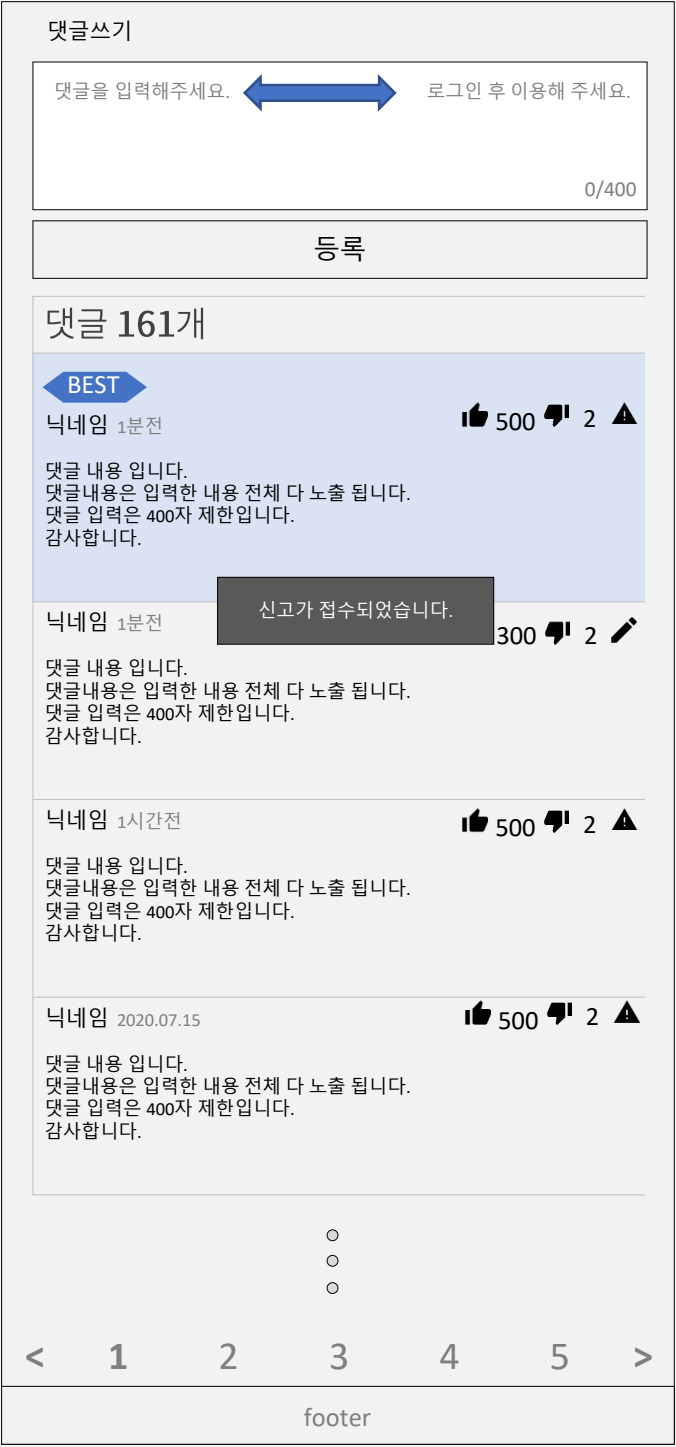 댓글쓰기
댓글을 입력해주세요. 로그인 후 이용해 주세요.
0/400
등록
댓글 161개
BEST
닉네임 1분전 500 2
댓글 내용 입니다.
댓글내용은 입력한 내용 전체 다 노출 됩니다.
댓글 입력은 400자 제한입니다.
감사합니다.
신고가 접수되었습니다.
닉네임 1분전 300 2
댓글 내용 입니다.
댓글내용은 입력한 내용 전체 다 노출 됩니다.
댓글 입력은 400자 제한입니다.
감사합니다.
닉네임 1시간전 500 2
댓글 내용 입니다.
댓글내용은 입력한 내용 전체 다 노출 됩니다.
댓글 입력은 400자 제한입니다.
감사합니다.
닉네임 2020.07.15 500 2
댓글 내용 입니다.
댓글내용은 입력한 내용 전체 다 노출 됩니다.
댓글 입력은 400자 제한입니다.
감사합니다.
< 1 2 3 4 5 >
footer